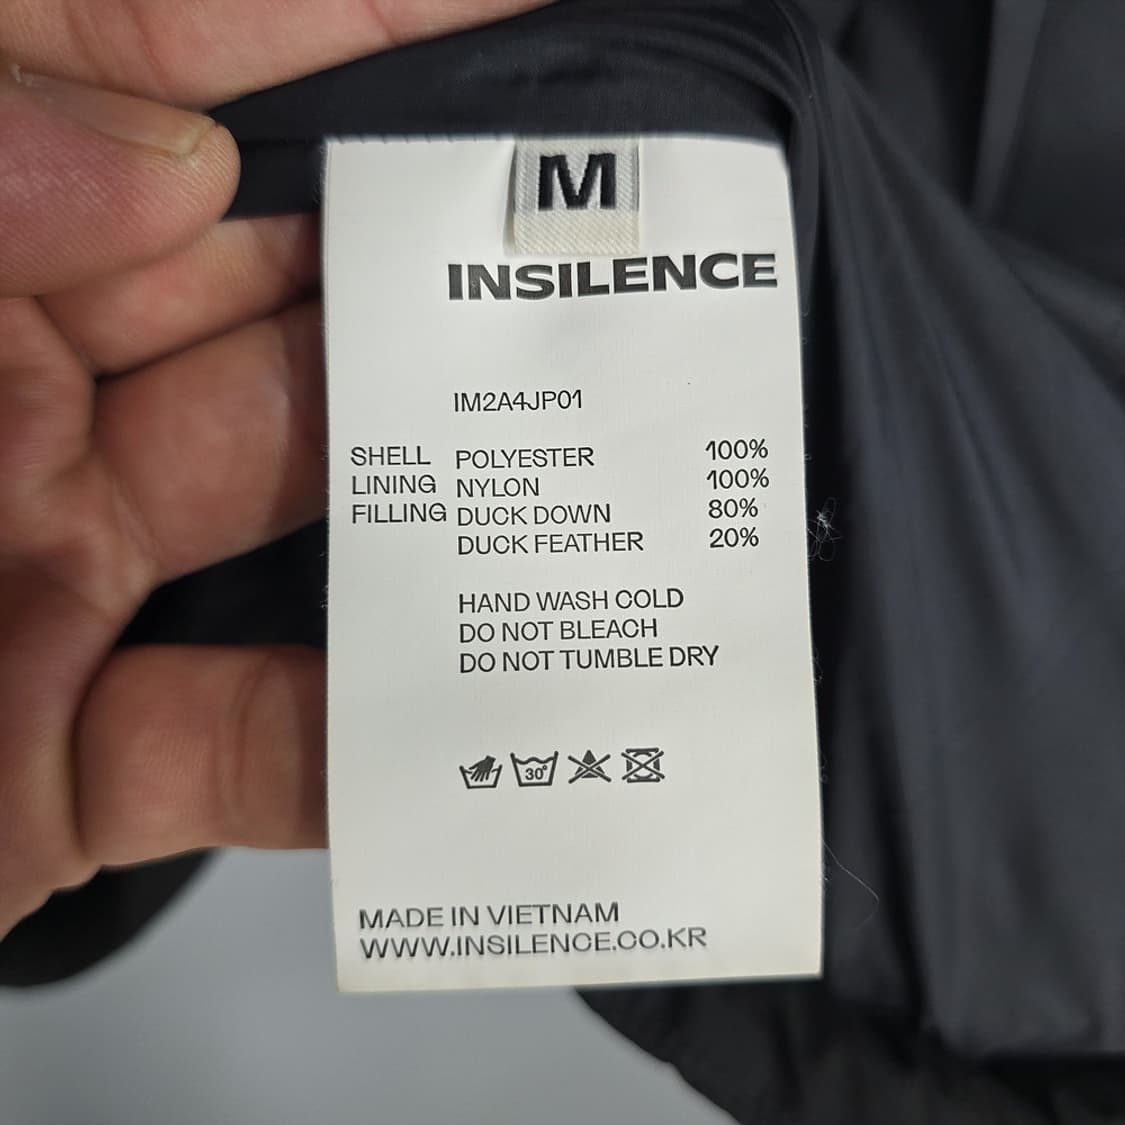 M
INSILENCE
IM2A4JP01
SHELL POLYESTER 100%
LINING NYLON 100%
FILLING DUCK DOWN 80%
DUCK FEATHER 20%
HAND WASH COLD
DO NOT BLEACH
DO NOT TUMBLE DRY
30°
MADE IN VIETNAM
WWW.INSILENCE.CO.KR